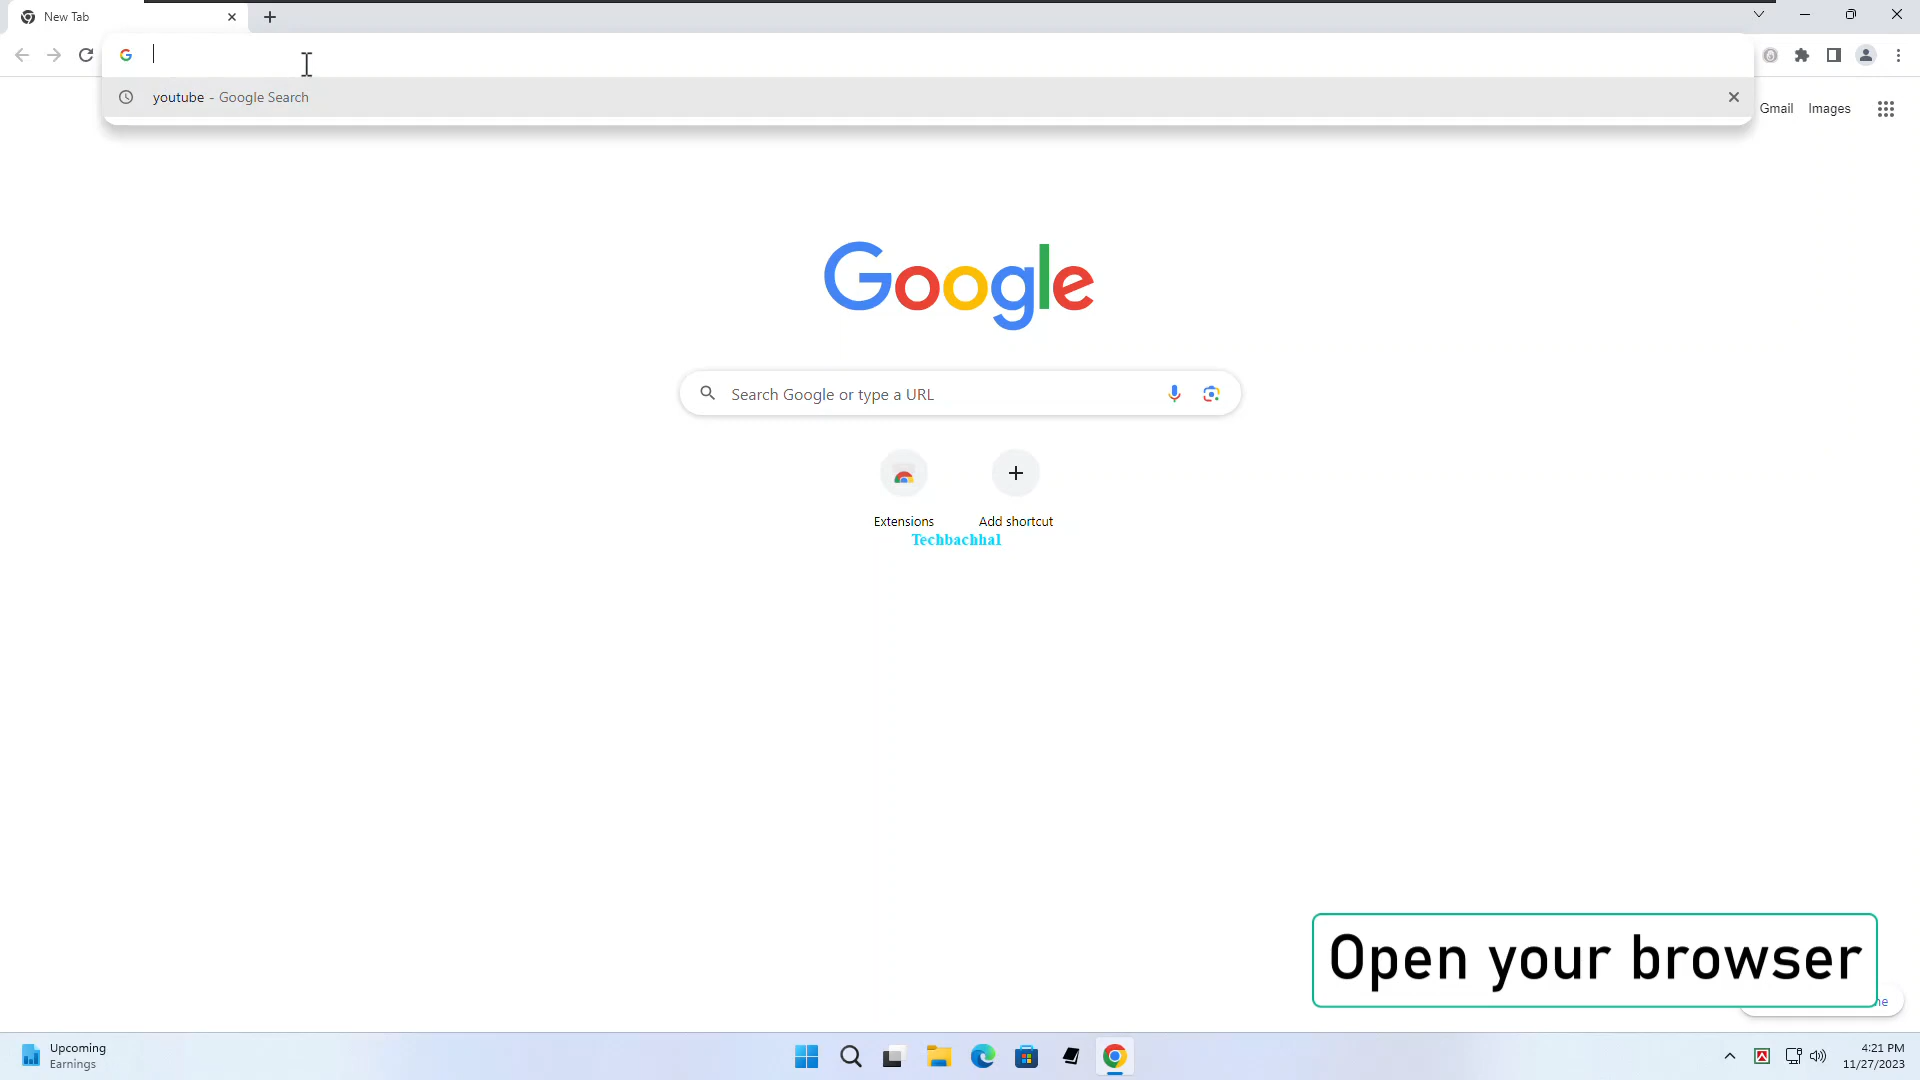 New Tab
youtube - Google Search
Gmail Images
Google
Search Google or type a URL
Extensions Add shortcut
Techbachhal
Open your browser
Upcoming
Earnings
4:21 PM
11/27/2023